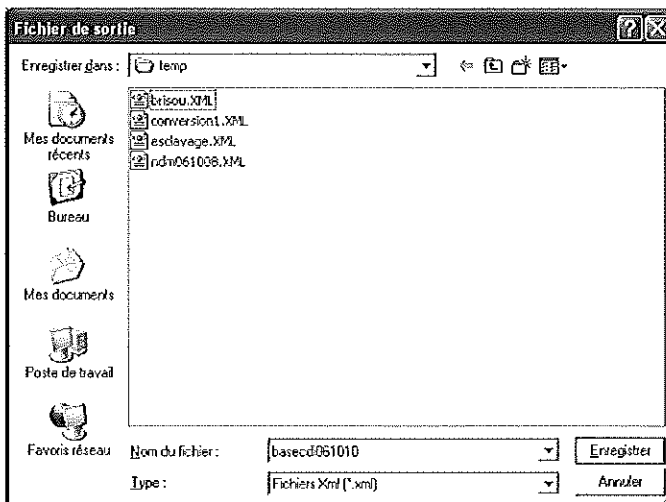 Fichier de sortie
Enregistrer dans :
temp
brisou.XML
conversion1.XML
esclavage.XML
ndm061008.XML
Mes documents
récents
Bureau
Mes documents
Poste de travail
Favoris réseau
Nom du fichier :
basecdi061010
Enregistrer
Type :
Fichiers Xml (*.xml)
Annuler